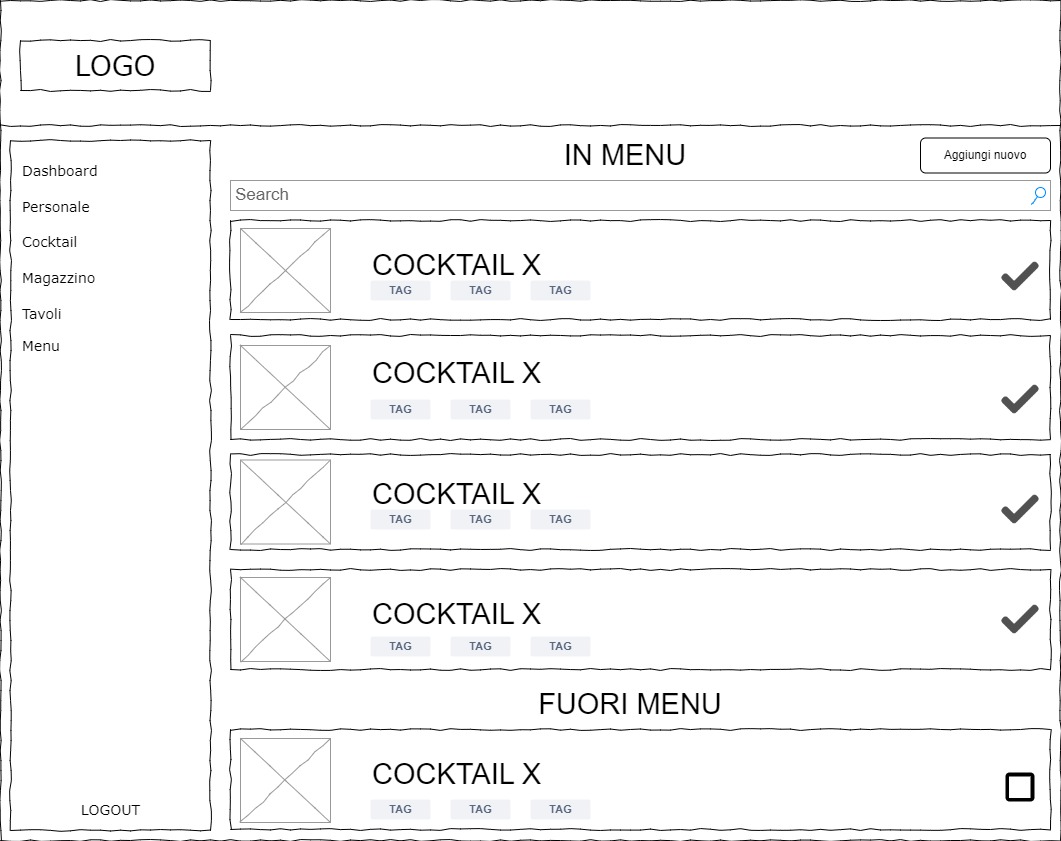 LOGO
Dashboard
Personale
Cocktail
Magazzino
Tavoli
Menu
LOGOUT
IN MENU
Aggiungi nuovo
Search
COCKTAIL X
TAG TAG TAG
COCKTAIL X
TAG TAG TAG
COCKTAIL X
TAG TAG TAG
COCKTAIL X
TAG TAG TAG
FUORI MENU
COCKTAIL X
TAG TAG TAG